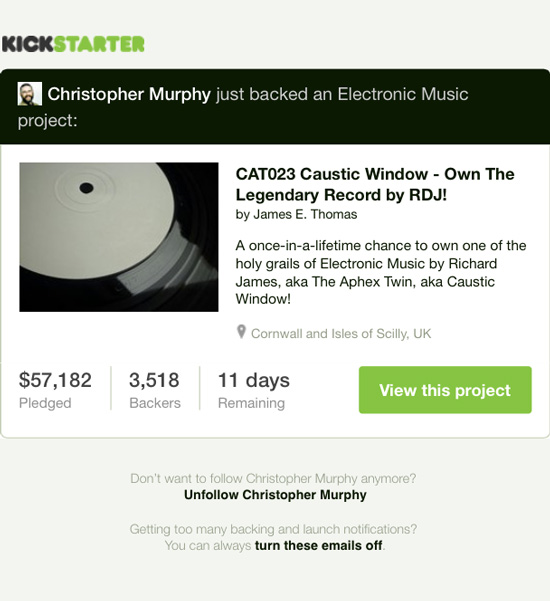 KICKSTARTER
Christopher Murphy just backed an Electronic Music
project:
CAT023 Caustic Window - Own The
Legendary Record by RDJ!
by James E. Thomas
A once-in-a-lifetime chance to own one of the
holy grails of Electronic Music by Richard
James, aka The Aphex Twin, aka Caustic
Window!
Cornwall and Isles of Scilly, UK
$57,182
Pledged
3,518
Backers
11 days
Remaining
View this project
Don't want to follow Christopher Murphy anymore?
Unfollow Christopher Murphy
Getting too many backing and launch notifications?
You can always turn these emails off.